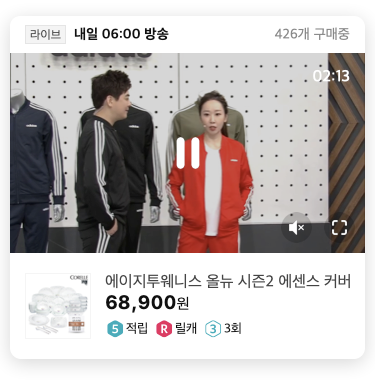 라이브 내일 06:00 방송 426개 구매중
02:13
adidas
adidas
CORELLE
에이지투웨니스 올뉴 시즌2 에센스 커버
68,900원
5 적립 R 릴캐 3 3회